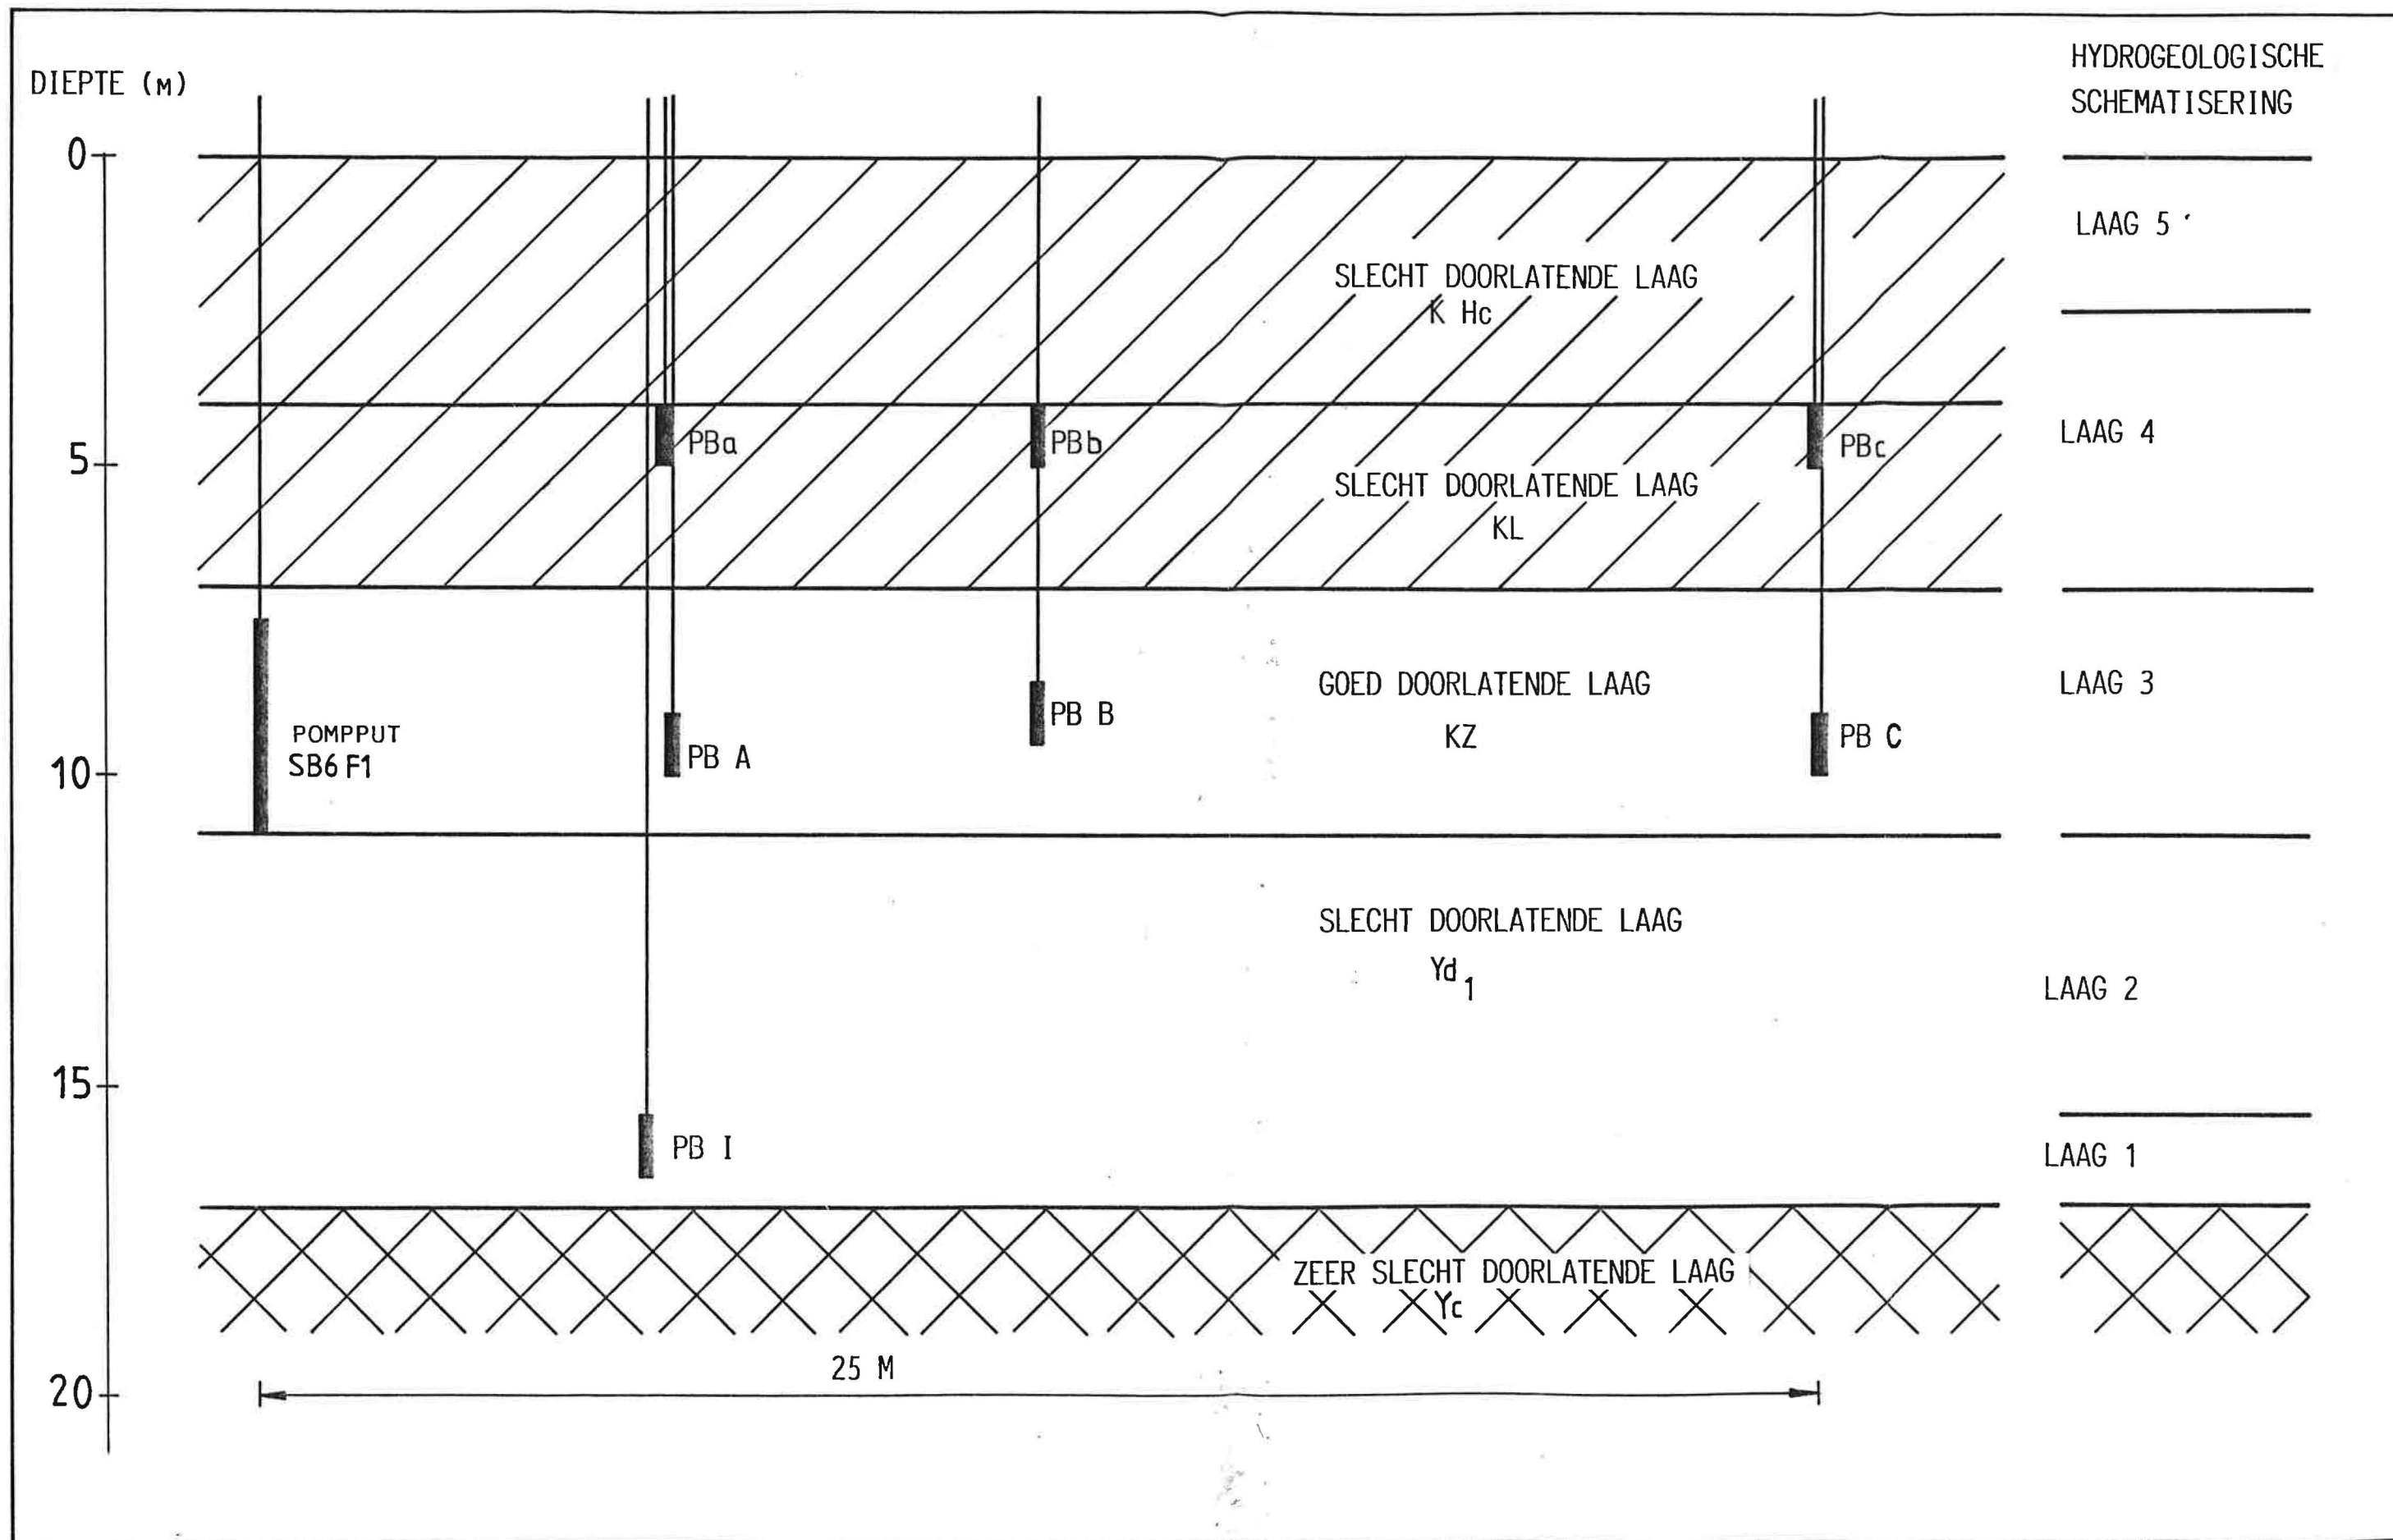 DIEPTE (M)
HYDROGEOLOGISCHE
SCHEMATISERING
0
5
10
15
20
LAAG 5
SLECHT DOORLATENDE LAAG
K Hc
PBa
PBb
PBc
LAAG 4
SLECHT DOORLATENDE LAAG
KL
GOED DOORLATENDE LAAG
KZ
LAAG 3
POMPPUT
SB6 F1
PB A
PB B
PB C
SLECHT DOORLATENDE LAAG
Yd1
LAAG 2
PB I
LAAG 1
ZEER SLECHT DOORLATENDE LAAG
Yc
25 M